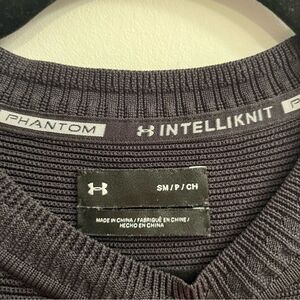 PHANTOM
INTELLIKNIT
SM / P / CH
MADE IN CHINA / FABRIQUÉ EN CHINE /
HECHO EN CHINA